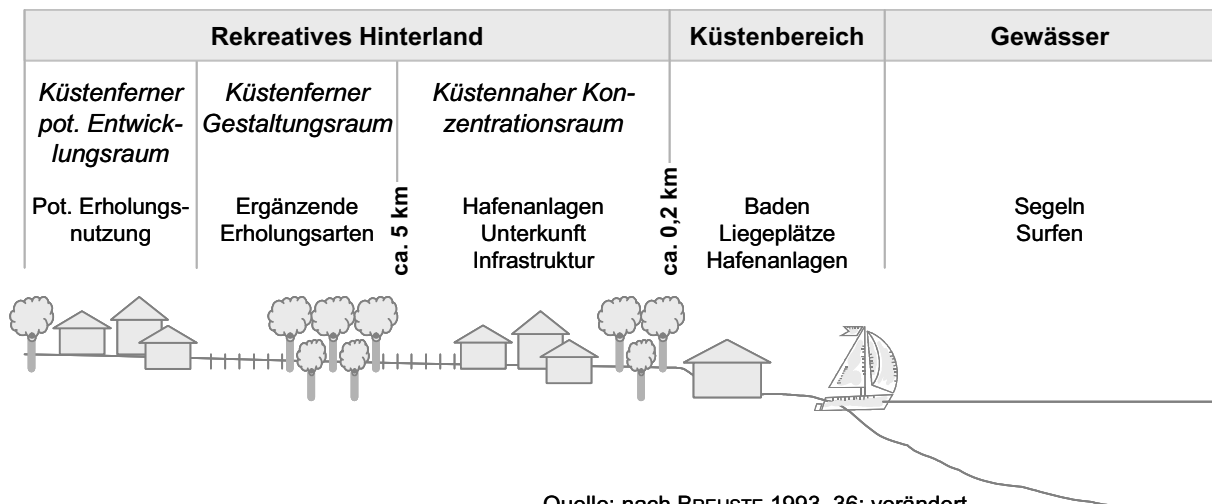 Rekreatives Hinterland
Küstenbereich
Gewässer
Küstenferner
pot. Entwick-
lungsraum
Küstenferner
Gestaltungsraum
Küstennaher Kon-
zentrationsraum
Pot. Erholungs-
nutzung
Ergänzende
Erholungsarten
ca. 5 km
Hafenanlagen
Unterkunft
Infrastruktur
ca. 0,2 km
Baden
Liegeplätze
Hafenanlagen
Segeln
Surfen
Quelle: nach BREUSTE 1993, 36; verändert